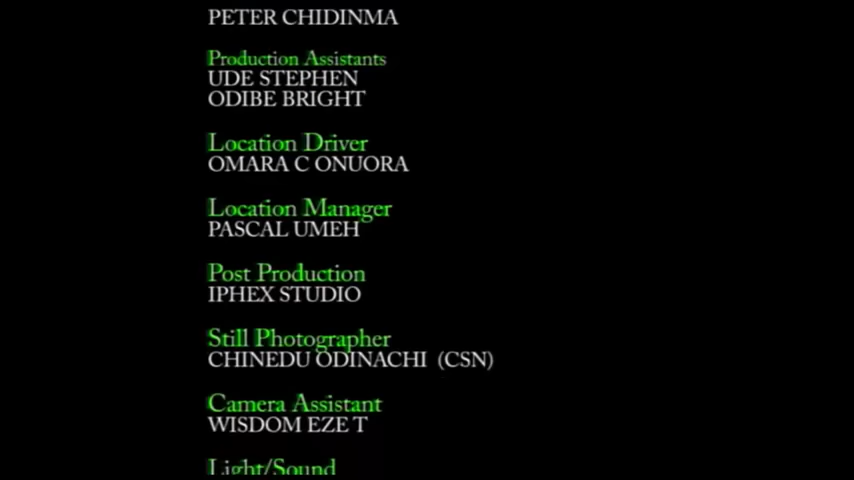 PETER CHIDINMA
Production Assistants
UDE STEPHEN
ODIBE BRIGHT
Location Driver
OMARA C ONUORA
Location Manager
PASCAL UMEH
Post Production
IPHEX STUDIO
Still Photographer
CHINEDU ODINACHI (CSN)
Camera Assistant
WISDOM EZE T
Light/Sound